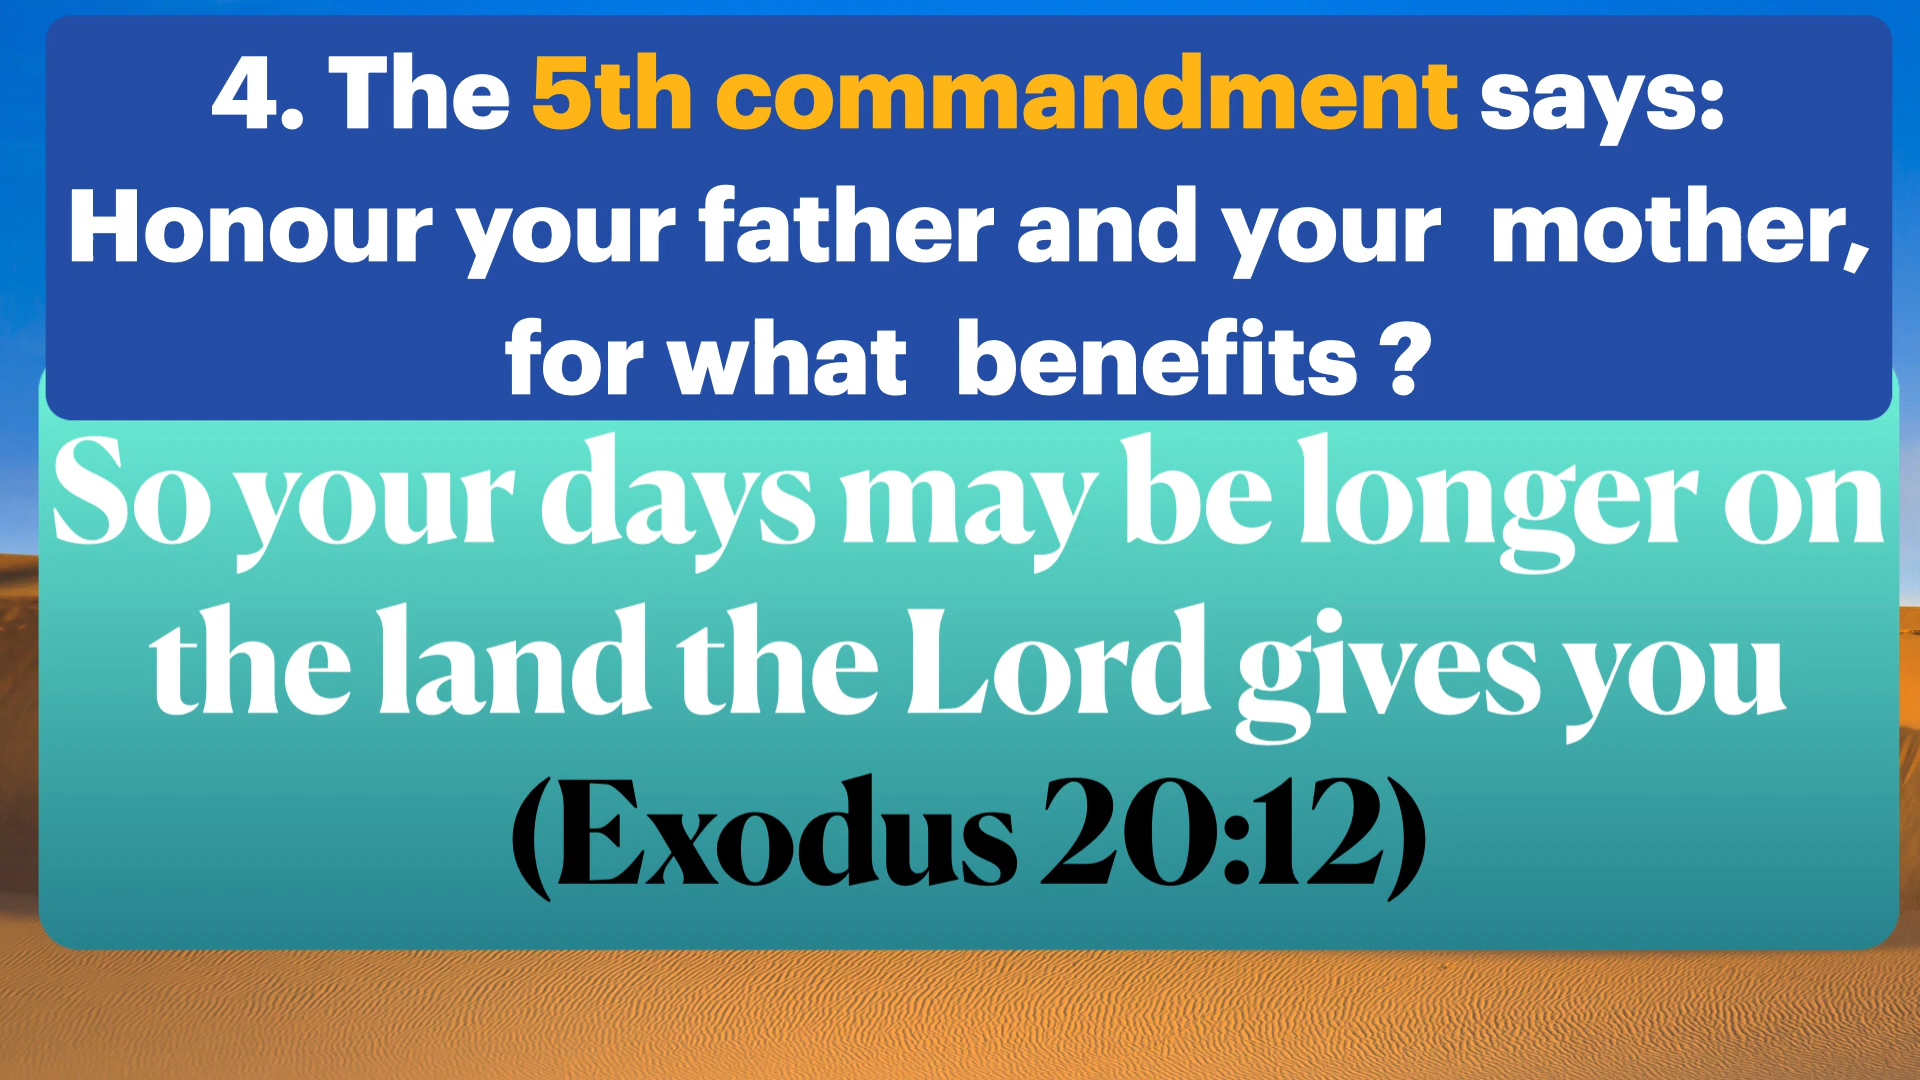 4. The 5th commandment says:
Honour your father and your mother,
for what benefits ?
So your days may be longer on
the land the Lord gives you
(Exodus 20:12)